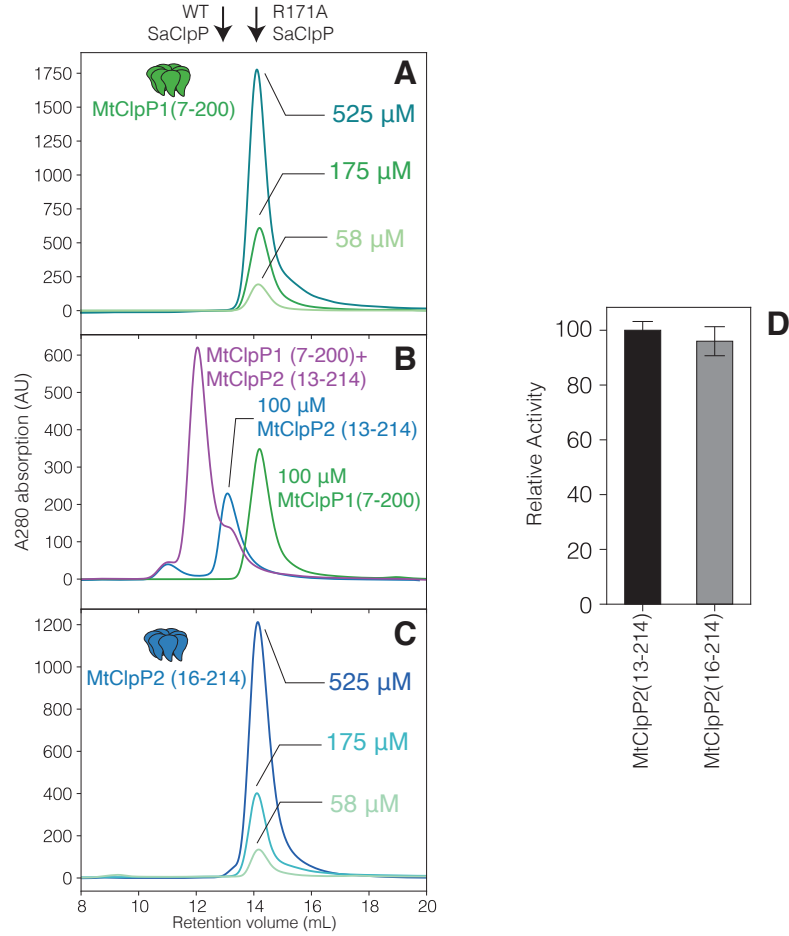 WT
SaClpP
R171A
SaClpP
A
MtClpP1(7-200)
525 μM
175 μM
58 μM
1750
1500
1250
1000
750
500
250
0
B
MtClpP1 (7-200)+
MtClpP2 (13-214)
100 μM
MtClpP2 (13-214)
100 μM
MtClpP1(7-200)
600
500
400
300
200
100
0
A280 absorption (AU)
C
MtClpP2 (16-214)
525 μM
175 μM
58 μM
1200
1000
800
600
400
200
0
8
10
12
14
16
18
20
Retention volume (mL)
D
100
80
60
40
20
0
Relative Activity
MtClpP2(13-214)
MtClpP2(16-214)